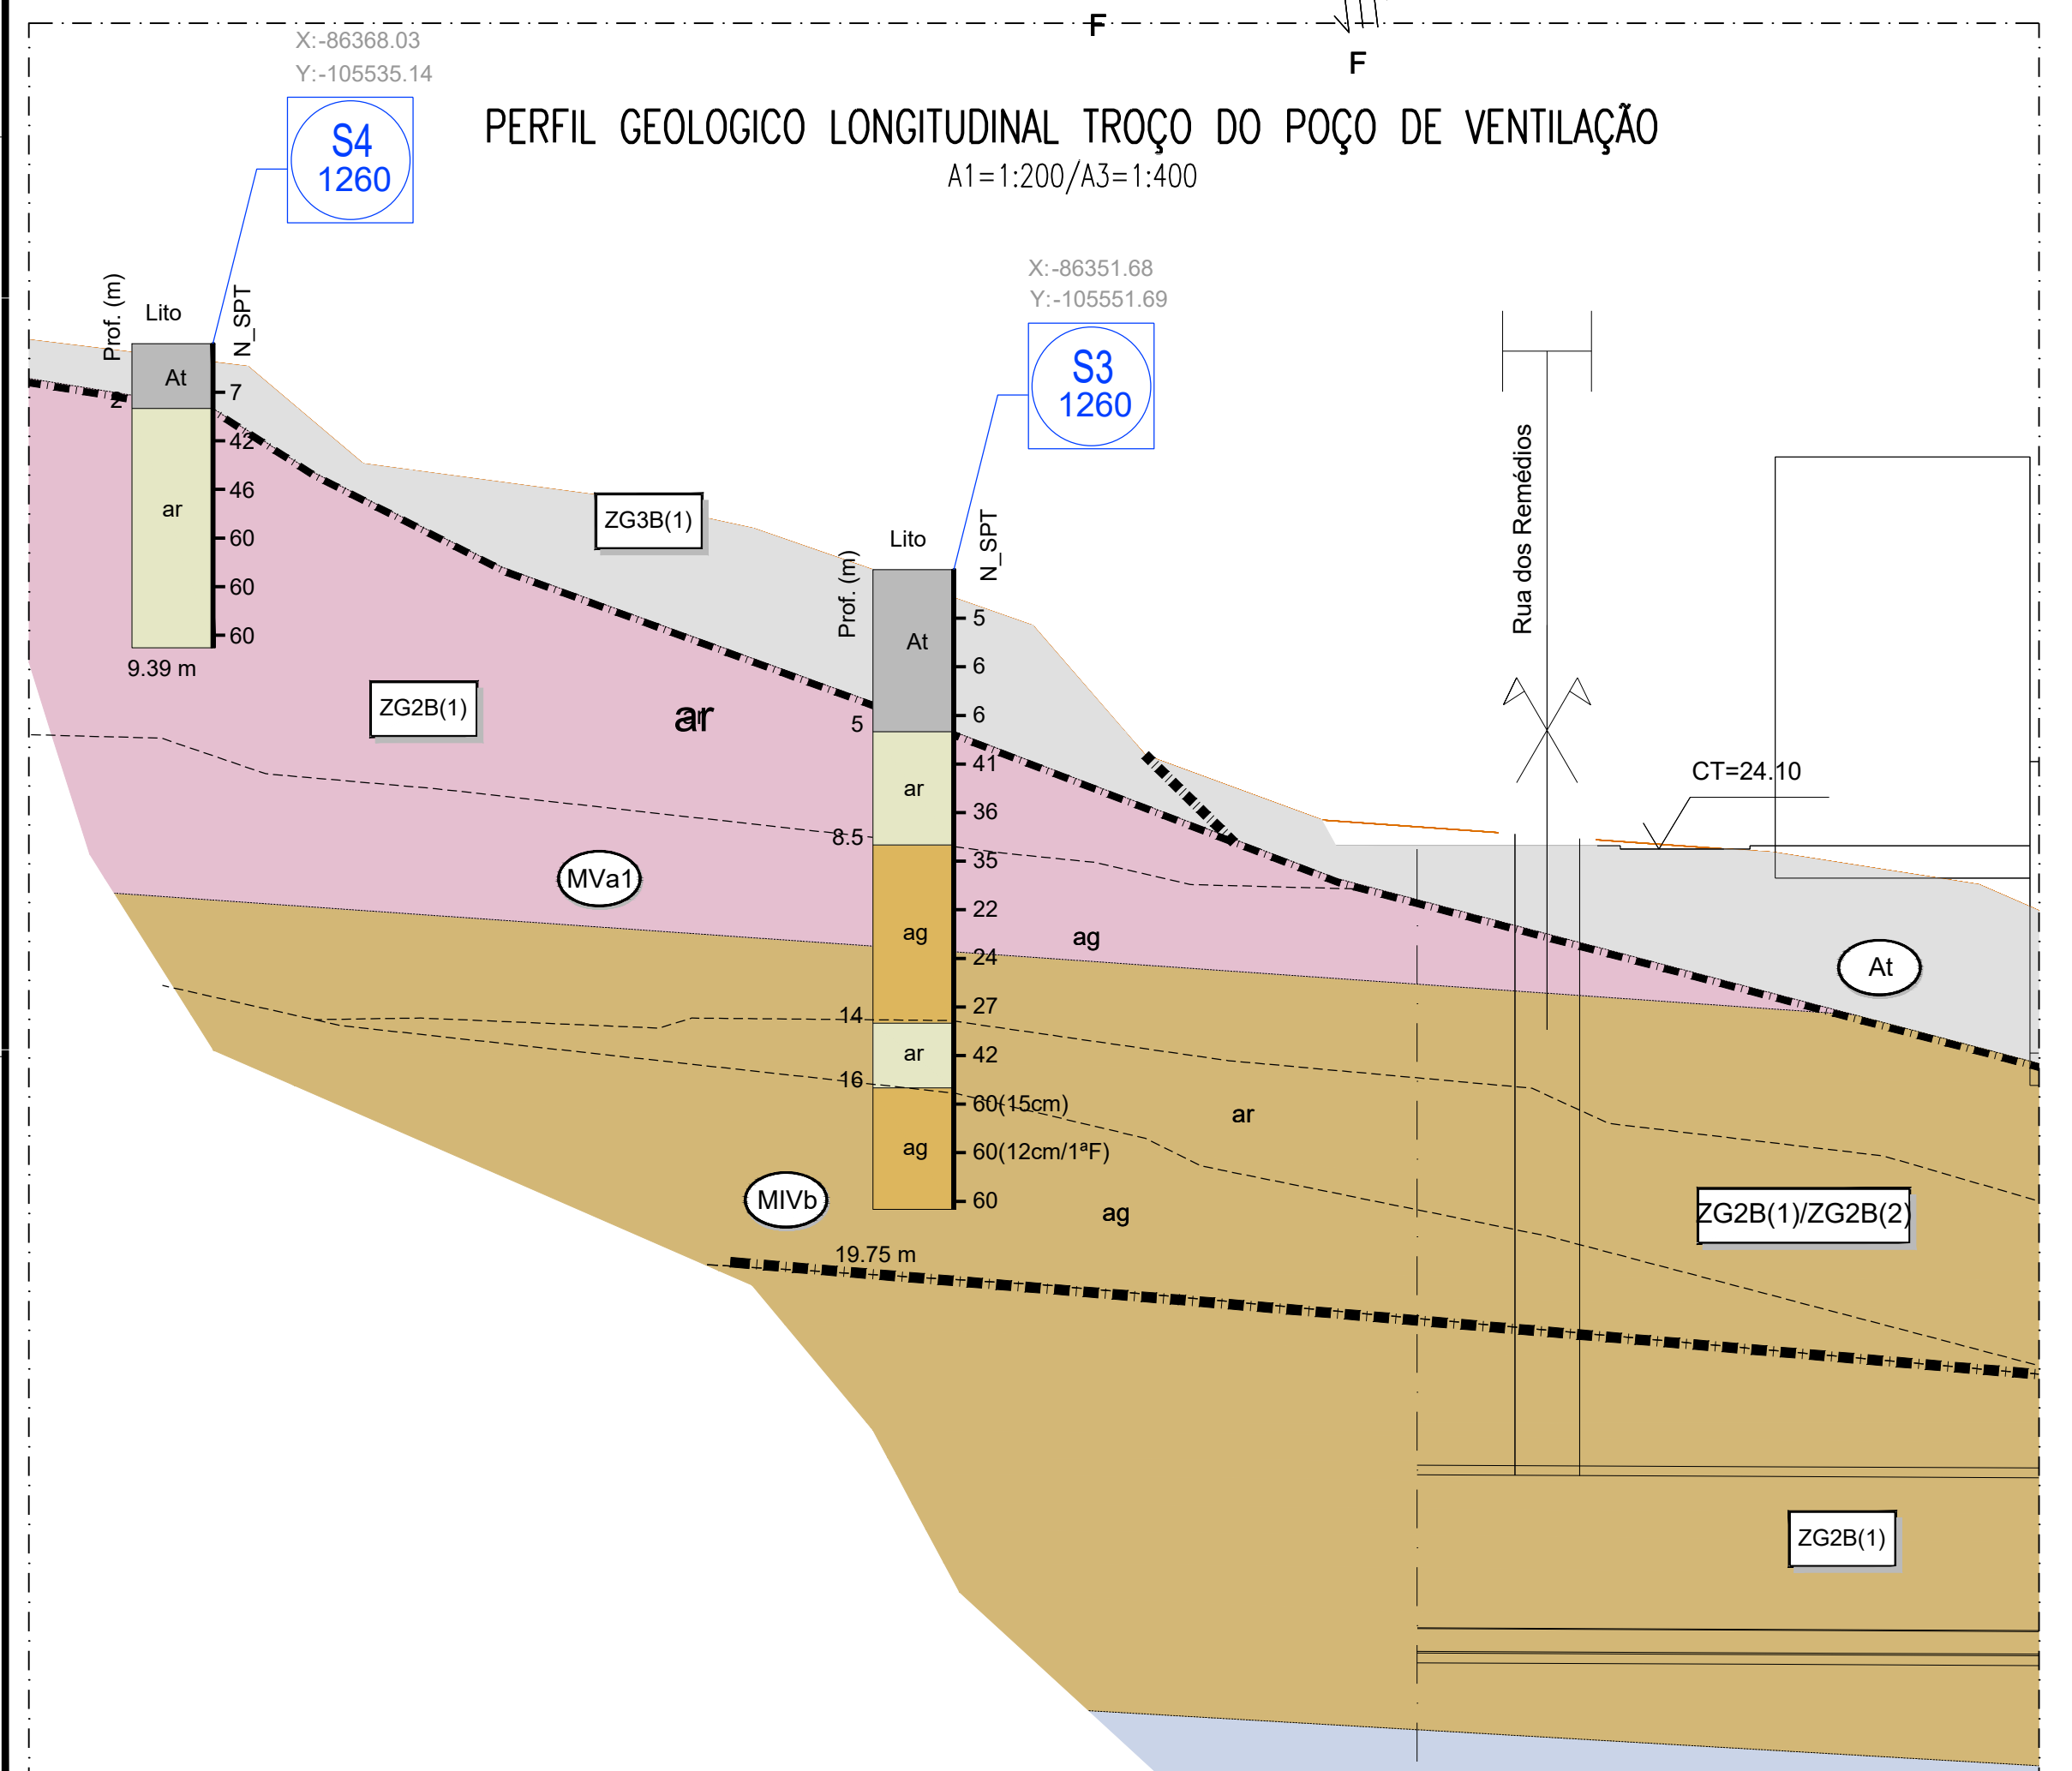 F
F
X:-86368.03
Y:-105535.14
S4
1260
PERFIL GEOLOGICO LONGITUDINAL TROÇO DO POÇO DE VENTILAÇÃO
A1=1:200/A3=1:400
X:-86351.68
Y:-105551.69
S3
1260
Prof. (m)
Lito
N_SPT
At
2
7
42
46
ar
60
60
60
9.39 m
ZG3B(1)
Prof. (m)
Lito
N_SPT
5
At
6
6
5
41
ar
36
8.5
35
22
ag
24
27
14
ar
42
16
60(15cm)
ag
60(12cm/1ªF)
60
19.75 m
ZG2B(1)
ar
MVa1
ag
ar
MIVb
ag
Rua dos Remédios
CT=24.10
At
ZG2B(1)/ZG2B(2)
ZG2B(1)